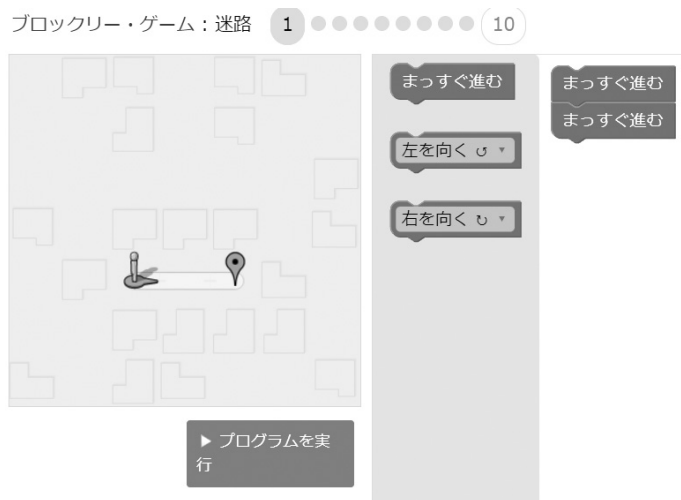 ブロックリー・ゲーム : 迷路 1 10
まっすぐ進む
左を向く ↺ ▼
右を向く ↻ ▼
まっすぐ進む
まっすぐ進む
▶ プログラムを実
行